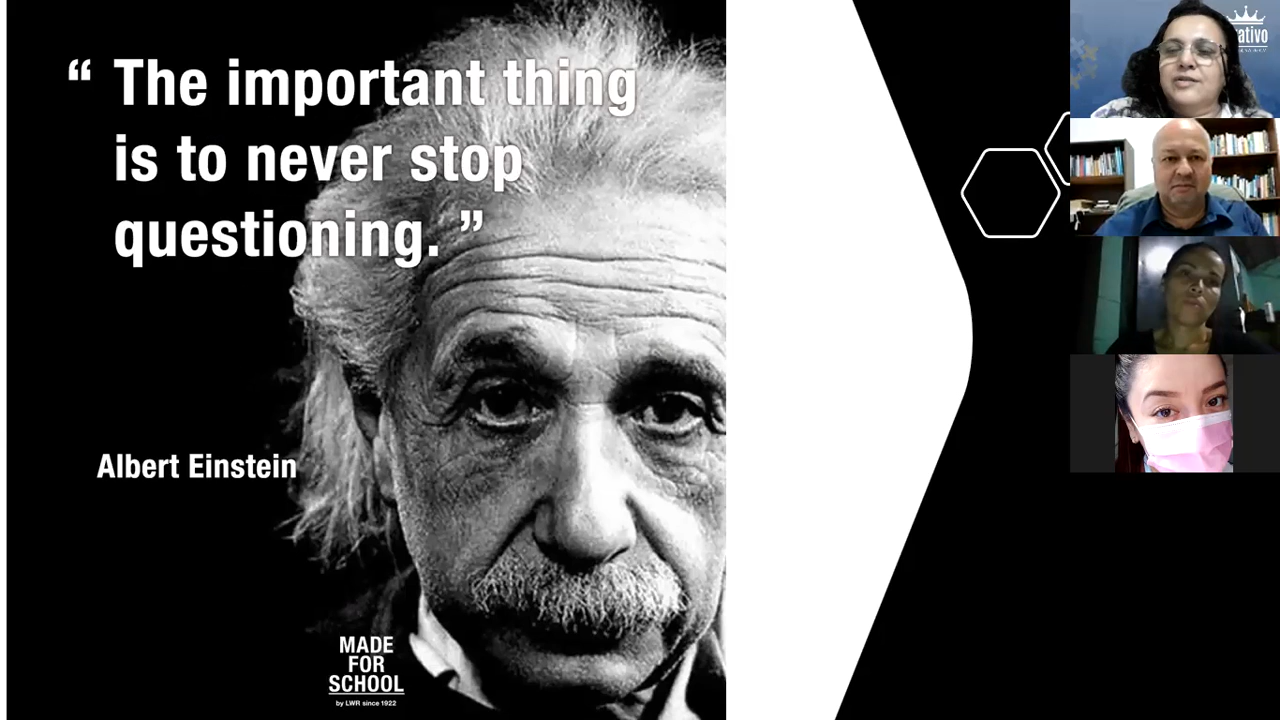 “ The important thing
is to never stop
questioning. ”
Albert Einstein
MADE
FOR
SCHOOL
by LWR since 1922